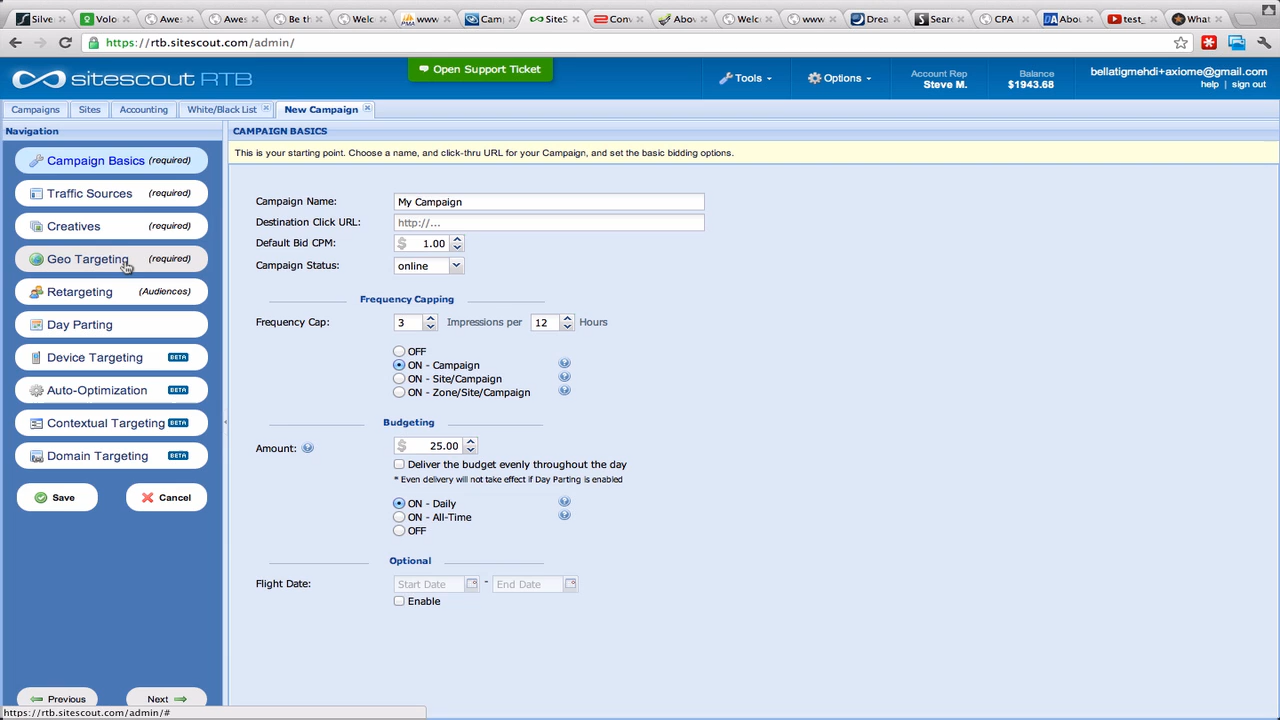 Silve
Volo
Awes
Awes
Be th
Welc
www
Cam
SiteS
Conv
Abov
Welc
www
Drea
Sear
CPA
Abou
test_
What
https://rtb.sitescout.com/admin/
sitescout RTB
Open Support Ticket
Tools
Options
Account Rep
Steve M.
Balance
$1943.68
bellatigmehdi+axiome@gmail.com
help | sign out
Campaigns
Sites
Accounting
White/Black List
New Campaign
Navigation
Campaign Basics (required)
Traffic Sources (required)
Creatives (required)
Geo Targeting (required)
Retargeting (Audiences)
Day Parting
Device Targeting BETA
Auto-Optimization BETA
Contextual Targeting BETA
Domain Targeting BETA
Save
Cancel
Previous
Next
https://rtb.sitescout.com/admin/#
CAMPAIGN BASICS
This is your starting point. Choose a name, and click-thru URL for your Campaign, and set the basic bidding options.
Campaign Name: My Campaign
Destination Click URL: http://...
Default Bid CPM: $ 1.00
Campaign Status: online
Frequency Capping
Frequency Cap: 3 Impressions per 12 Hours
OFF
ON - Campaign
ON - Site/Campaign
ON - Zone/Site/Campaign
Budgeting
Amount: $ 25.00
Deliver the budget evenly throughout the day
* Even delivery will not take effect if Day Parting is enabled
ON - Daily
ON - All-Time
OFF
Optional
Flight Date: Start Date - End Date
Enable